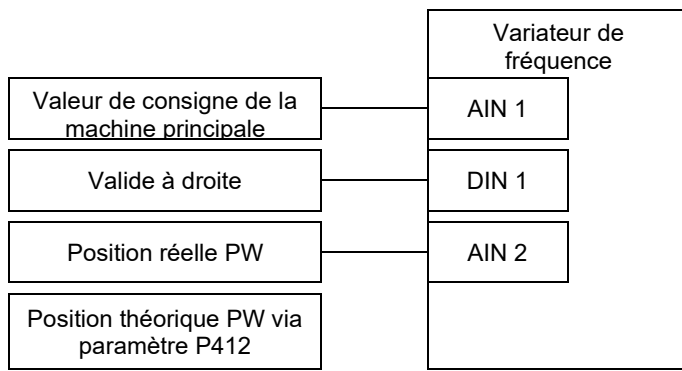 Variateur de
fréquence
Valeur de consigne de la
machine principale
AIN 1
Valide à droite
DIN 1
Position réelle PW
AIN 2
Position théorique PW via
paramètre P412